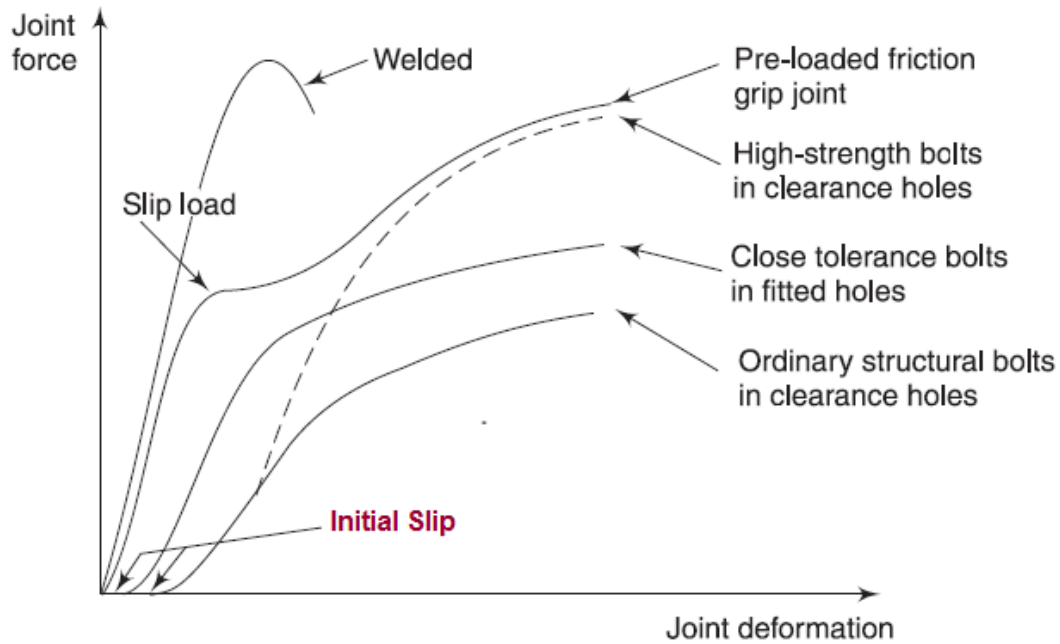 Joint
force
Welded
Pre-loaded friction
grip joint
High-strength bolts
in clearance holes
Slip load
Close tolerance bolts
in fitted holes
Ordinary structural bolts
in clearance holes
Initial Slip
Joint deformation